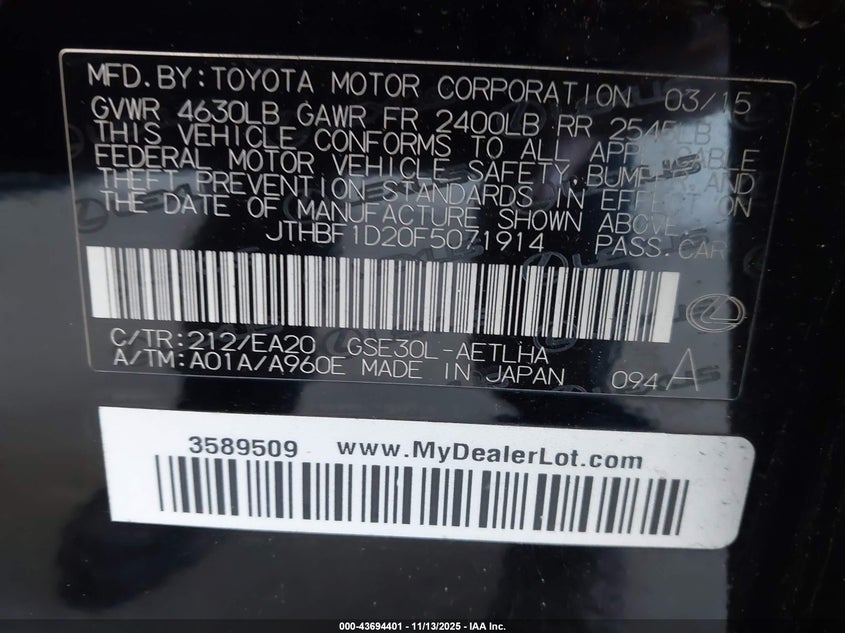 MFD.BY:TOYOTA MOTOR CORPORATION 03/15
GVWR 4630LB GAWR FR 2400LB RR 2545LB
THIS VEHICLE CONFORMS TO ALL APPLICABLE
FEDERAL MOTOR VEHICLE SAFETY, BUMPER, AND
THEFT PREVENTION STANDARDS IN EFFECT ON
THE DATE OF MANUFACTURE SHOWN ABOVE.
JTHBF1D20F5071914 PASS.CAR
C/TR:212/EA20 GSE30L-AETLHA
A/TM:A01A/A960E MADE IN JAPAN 094 A
3589509 www.MyDealerLot.com
000-43694401 - 11/13/2025 - IAA Inc.